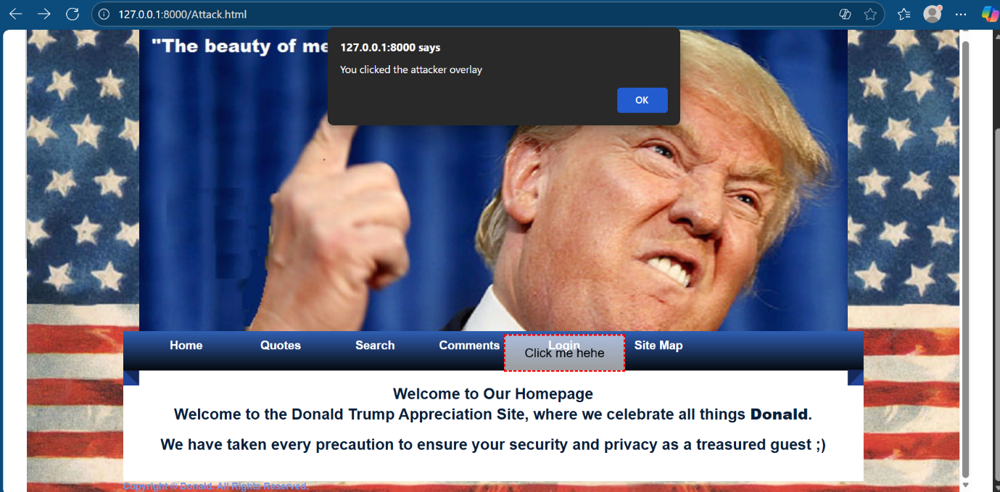 127.0.0.1:8000/Attack.html
"The beauty of me
127.0.0.1:8000 says
You clicked the attacker overlay
OK
Home Quotes Search Comments Login Site Map
Click me hehe
Welcome to Our Homepage
Welcome to the Donald Trump Appreciation Site, where we celebrate all things Donald.
We have taken every precaution to ensure your security and privacy as a treasured guest ;)
Copyright © Donald. All Rights Reserved.